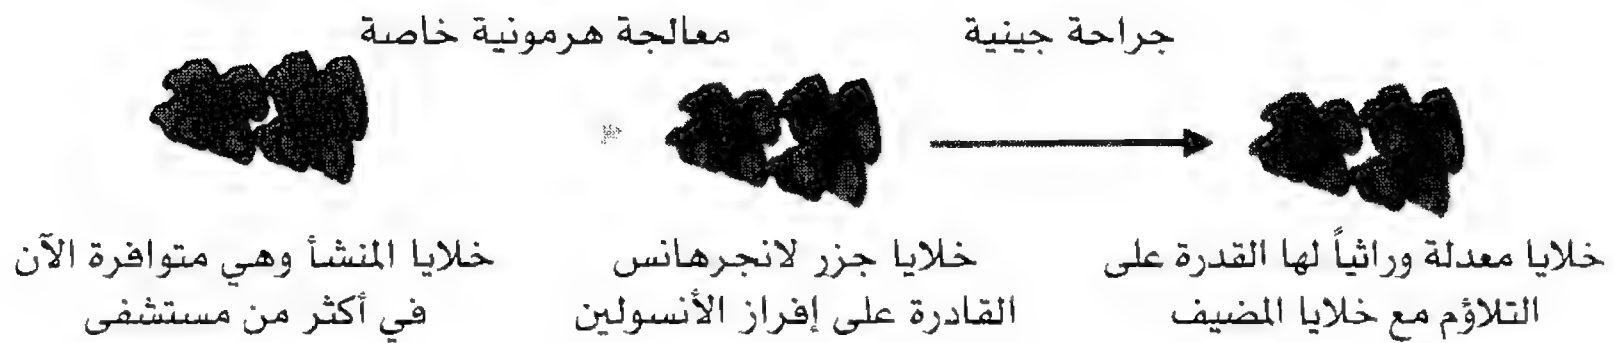 معالجة هرمونية خاصة
جراحة جينية
خلايا المنشأ وهي متوافرة الآن
في أكثر من مستشفى
خلايا جزر لانجرهانس
القادرة على إفراز الأنسولين
خلايا معدلة وراثياً لها القدرة على
التلاؤم مع خلايا المضيف